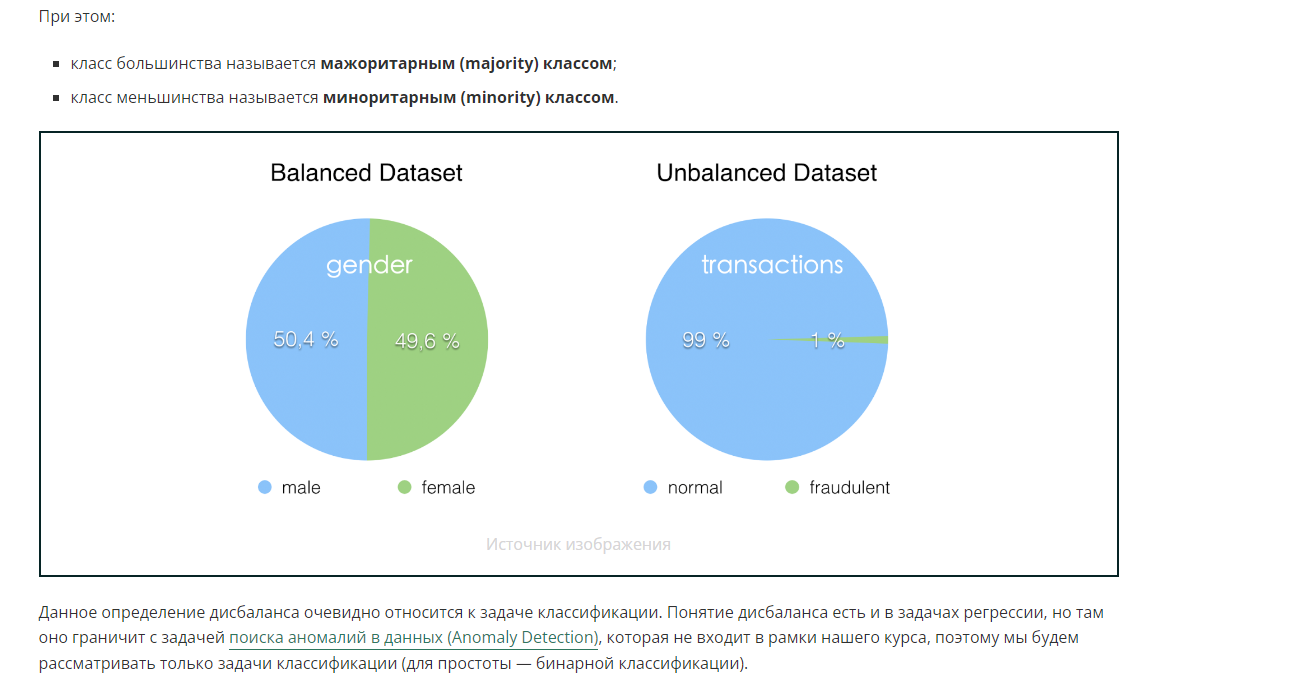 При этом:
класс большинства называется мажоритарным (majority) классом;
класс меньшинства называется миноритарным (minority) классом.
Balanced Dataset
gender
50,4 %
49,6 %
male
female
Unbalanced Dataset
transactions
99 %
1 %
normal
fraudulent
Источник изображения
Данное определение дисбаланса очевидно относится к задаче классификации. Понятие дисбаланса есть и в задачах регрессии, но там
оно граничит с задачей поиска аномалий в данных (Anomaly Detection), которая не входит в рамки нашего курса, поэтому мы будем
рассматривать только задачи классификации (для простоты — бинарной классификации).